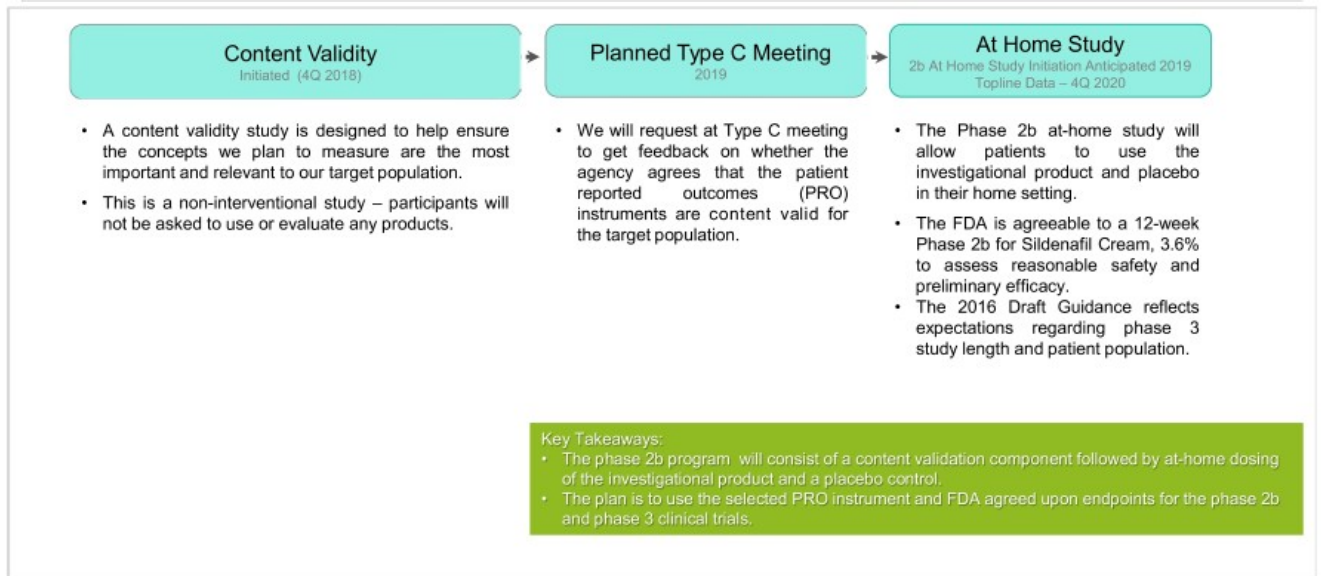 Content Validity
Initiated (4Q 2018)
• A content validity study is designed to help ensure
the concepts we plan to measure are the most
important and relevant to our target population.
• This is a non-interventional study – participants will
not be asked to use or evaluate any products.
Planned Type C Meeting
2019
• We will request at Type C meeting
to get feedback on whether the
agency agrees that the patient
reported outcomes (PRO)
instruments are content valid for
the target population.
At Home Study
2b At Home Study Initiation Anticipated 2019
Topline Data – 4Q 2020
• The Phase 2b at-home study will
allow patients to use the
investigational product and placebo
in their home setting.
• The FDA is agreeable to a 12-week
Phase 2b for Sildenafil Cream, 3.6%
to assess reasonable safety and
preliminary efficacy.
• The 2016 Draft Guidance reflects
expectations regarding phase 3
study length and patient population.
Key Takeaways:
• The phase 2b program will consist of a content validation component followed by at-home dosing
of the investigational product and a placebo control.
• The plan is to use the selected PRO instrument and FDA agreed upon endpoints for the phase 2b
and phase 3 clinical trials.